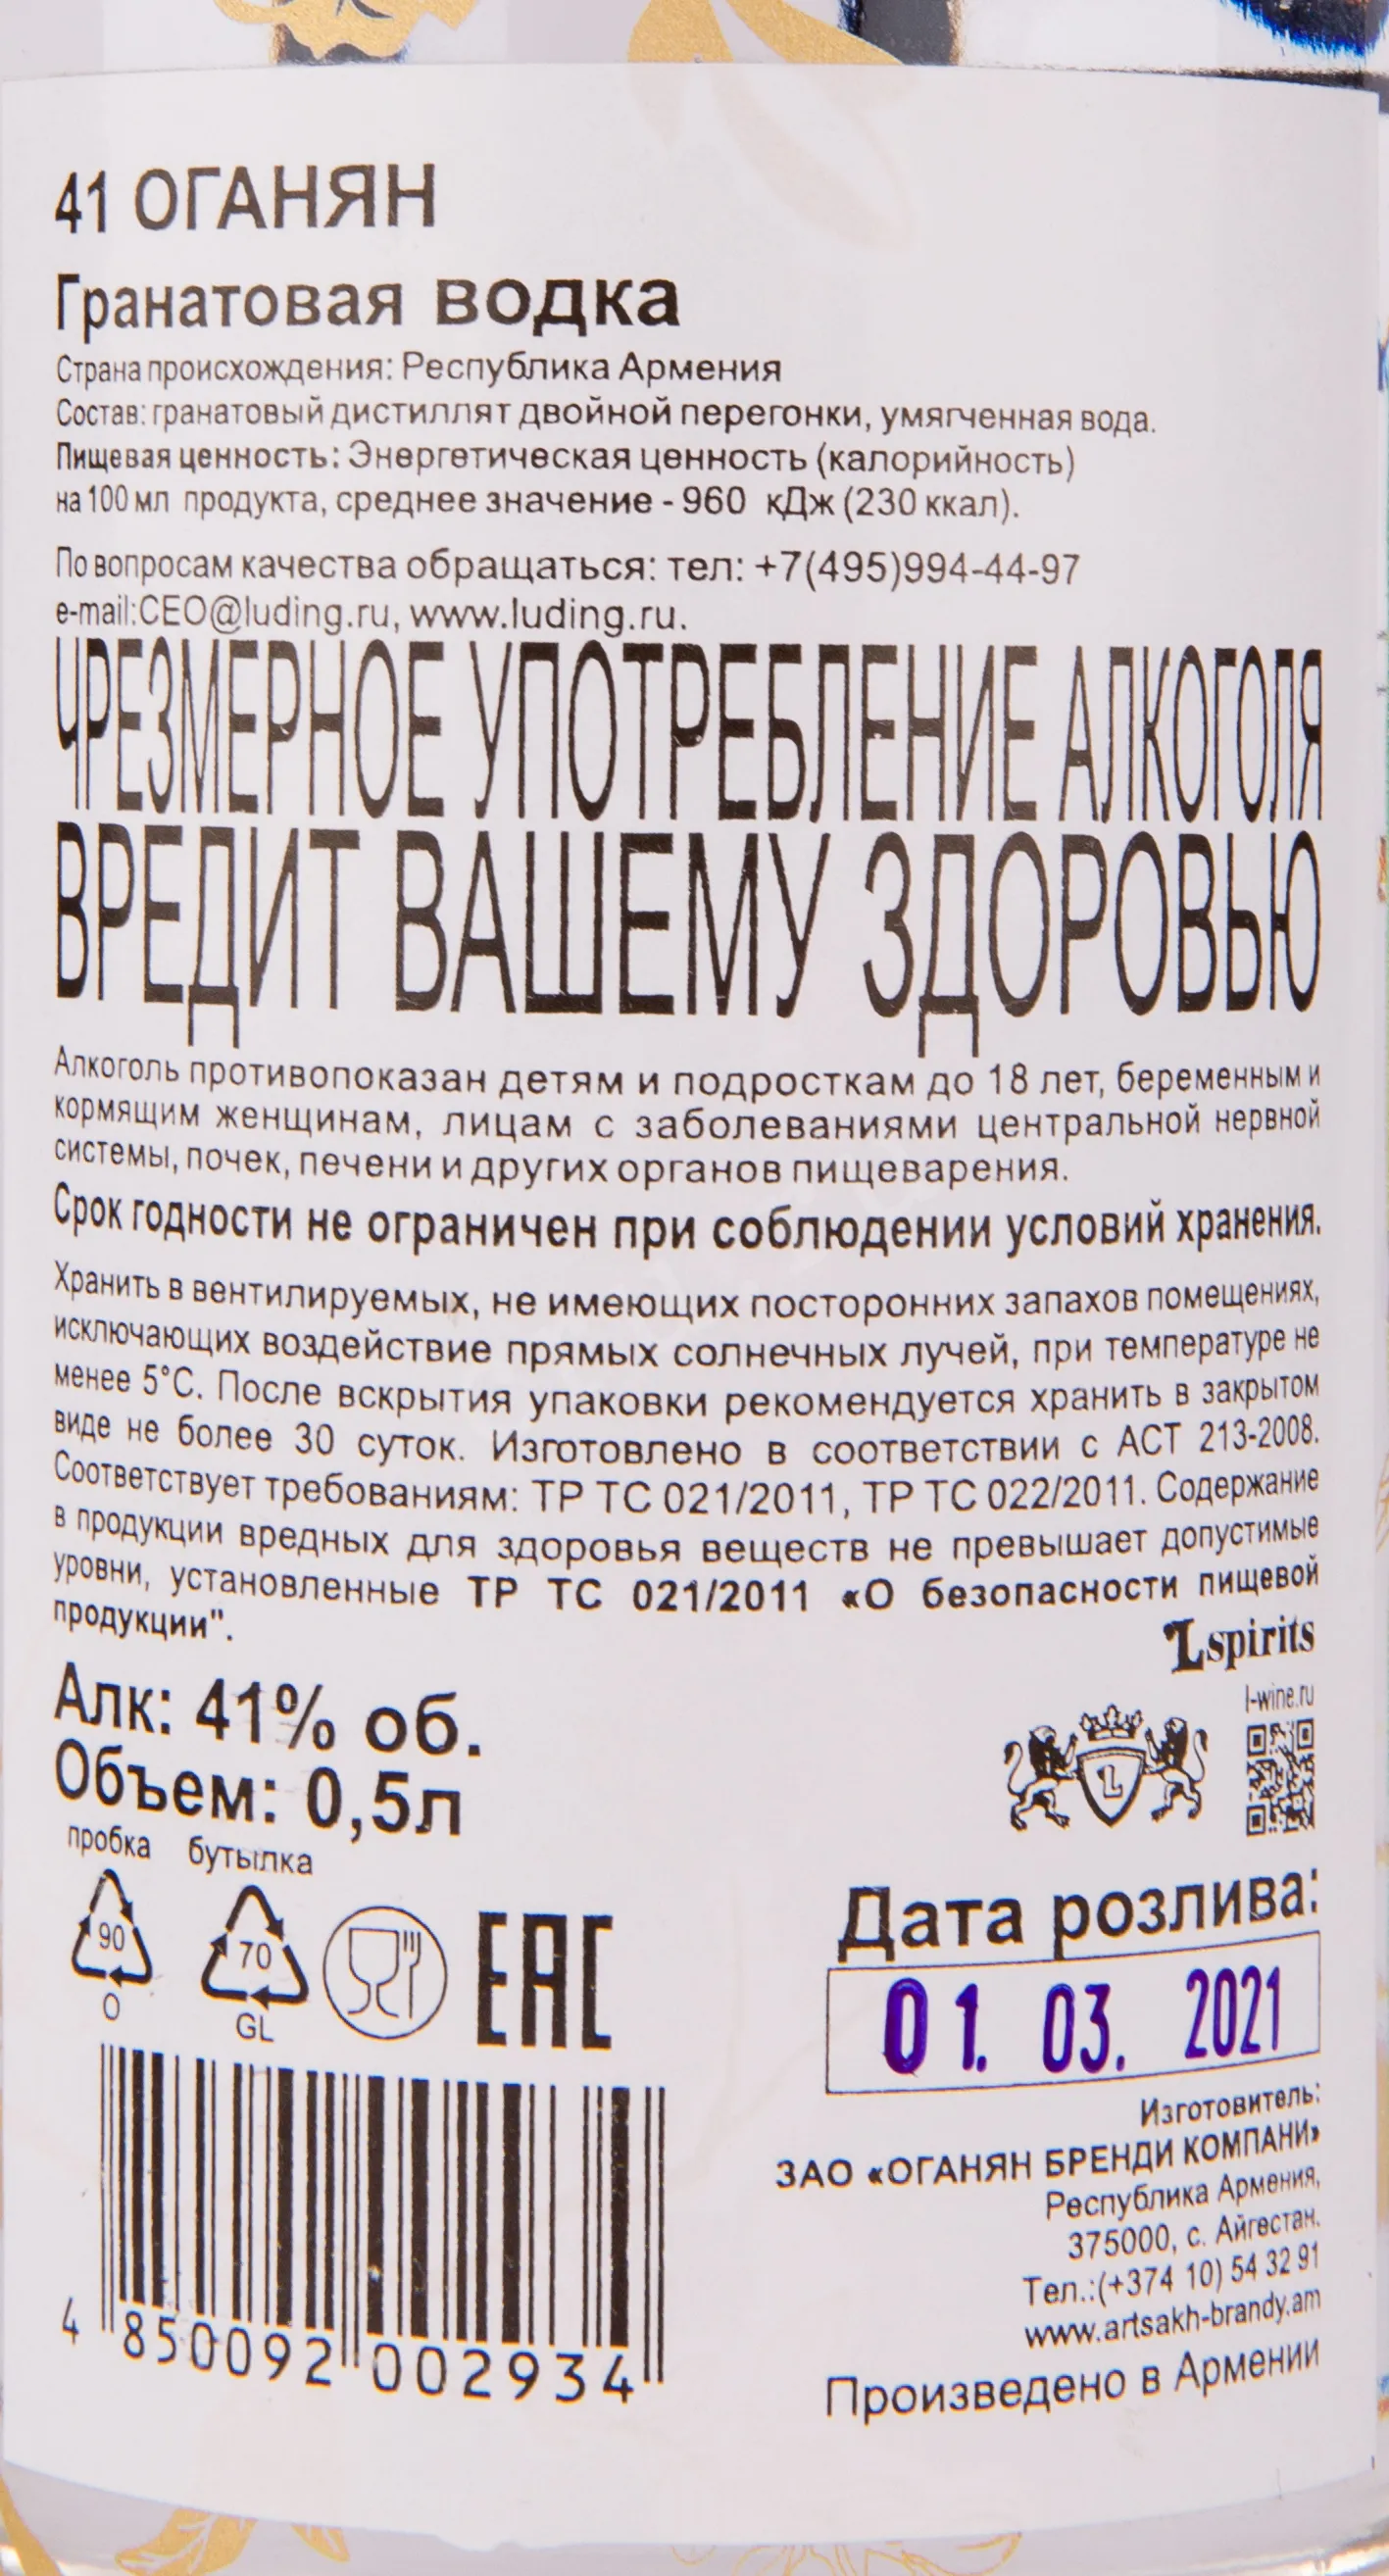 41 ОГАНЯН
Гранатовая водка
Страна происхождения: Республика Армения
Состав: гранатовый дистиллят двойной перегонки, умягченная вода.
Пищевая ценность: Энергетическая ценность (калорийность)
на 100 мл продукта, среднее значение - 960 кДж (230 ккал).
По вопросам качества обращаться: тел: +7(495)994-44-97
e-mail:CEO@luding.ru, www.luding.ru.
ЧРЕЗМЕРНОЕ УПОТРЕБЛЕНИЕ АЛКОГОЛЯ
ВРЕДИТ ВАШЕМУ ЗДОРОВЬЮ
Алкоголь противопоказан детям и подросткам до 18 лет, беременным и
кормящим женщинам, лицам с заболеваниями центральной нервной
системы, почек, печени и других органов пищеварения.
Срок годности не ограничен при соблюдении условий хранения.
Хранить в вентилируемых, не имеющих посторонних запахов помещениях,
исключающих воздействие прямых солнечных лучей, при температуре не
менее 5°С. После вскрытия упаковки рекомендуется хранить в закрытом
виде не более 30 суток. Изготовлено в соответствии с АСТ 213-2008.
Соответствует требованиям: ТР ТС 021/2011, ТР ТС 022/2011. Содержание
в продукции вредных для здоровья веществ не превышает допустимые
уровни, установленные ТР ТС 021/2011 «О безопасности пищевой
продукции".
Lspirits
l-wine.ru
L
Алк: 41% об.
Объем: 0,5л
пробка бутылка
90 70
O GL
EAC
Дата розлива:
01. 03. 2021
Изготовитель:
ЗАО «ОГАНЯН БРЕНДИ КОМПАНИ»
Республика Армения,
375000, с. Айгестан.
Тел.:(+374 10) 54 32 91
www.artsakh-brandy.am
Произведено в Армении
4 850092 002934